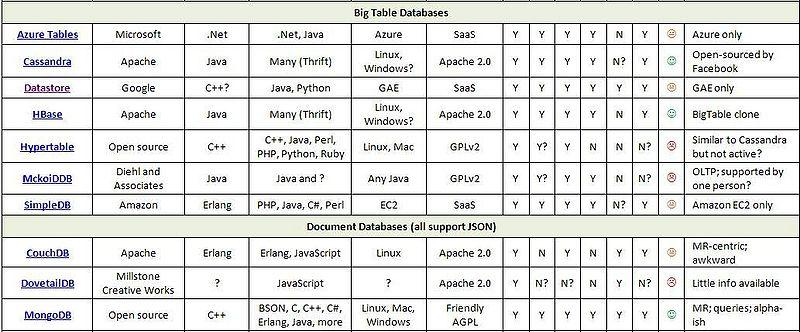 Big Table Databases
Azure Tables Microsoft .Net .Net, Java Azure SaaS Y Y Y Y N Y Azure only
Cassandra Apache Java Many (Thrift) Linux, Windows? Apache 2.0 Y Y Y Y N? Y Open-sourced by Facebook
Datastore Google C++? Java, Python GAE SaaS Y Y Y Y Y Y GAE only
HBase Apache Java Many (Thrift) Linux, Windows? Apache 2.0 Y Y Y Y N Y BigTable clone
Hypertable Open source C++ C++, Java, Perl, PHP, Python, Ruby Linux, Mac GPLv2 Y Y? Y N N N? Similar to Cassandra but not active?
MckoiDDB Diehl and Associates Java Java and ? Any Java GPLv2 Y Y? Y Y N N? OLTP; supported by one person?
SimpleDB Amazon Erlang PHP, Java, C#, Perl EC2 SaaS Y Y Y Y N? Y Amazon EC2 only
Document Databases (all support JSON)
CouchDB Apache Erlang Erlang, JavaScript Linux Apache 2.0 Y N Y N Y Y MR-centric; awkward
DovetailDB Millstone Creative Works ? JavaScript ? Apache 2.0 Y N? N? N Y N? Little info available
MongoDB Open source C++ BSON, C, C++, C#, Erlang, Java, more Linux, Mac, Windows Friendly AGPL Y N Y N Y Y MR; queries; alpha-ish